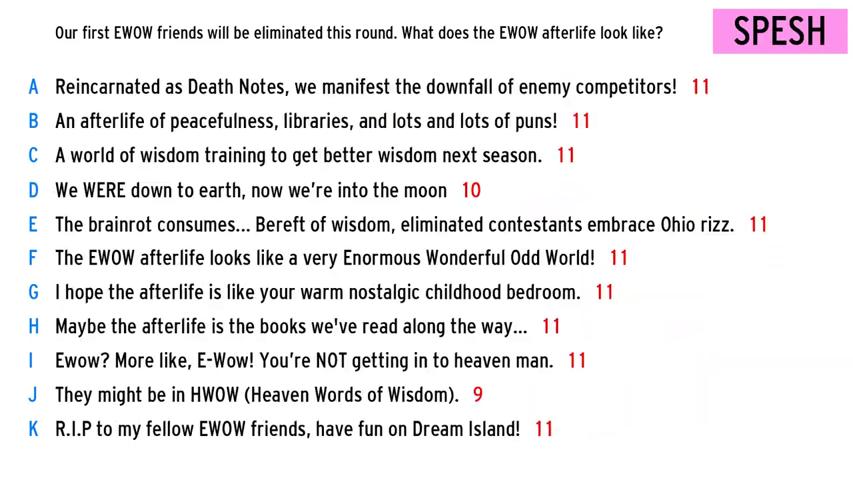 Our first EWOW friends will be eliminated this round. What does the EWOW afterlife look like?
SPESH
A Reincarnated as Death Notes, we manifest the downfall of enemy competitors! 11
B An afterlife of peacefulness, libraries, and lots and lots of puns! 11
C A world of wisdom training to get better wisdom next season. 11
D We WERE down to earth, now we're into the moon 10
E The brainrot consumes... Bereft of wisdom, eliminated contestants embrace Ohio rizz. 11
F The EWOW afterlife looks like a very Enormous Wonderful Odd World! 11
G I hope the afterlife is like your warm nostalgic childhood bedroom. 11
H Maybe the afterlife is the books we've read along the way... 11
I Ewow? More like, E-Wow! You're NOT getting in to heaven man. 11
J They might be in HWOW (Heaven Words of Wisdom). 9
K R.I.P to my fellow EWOW friends, have fun on Dream Island! 11